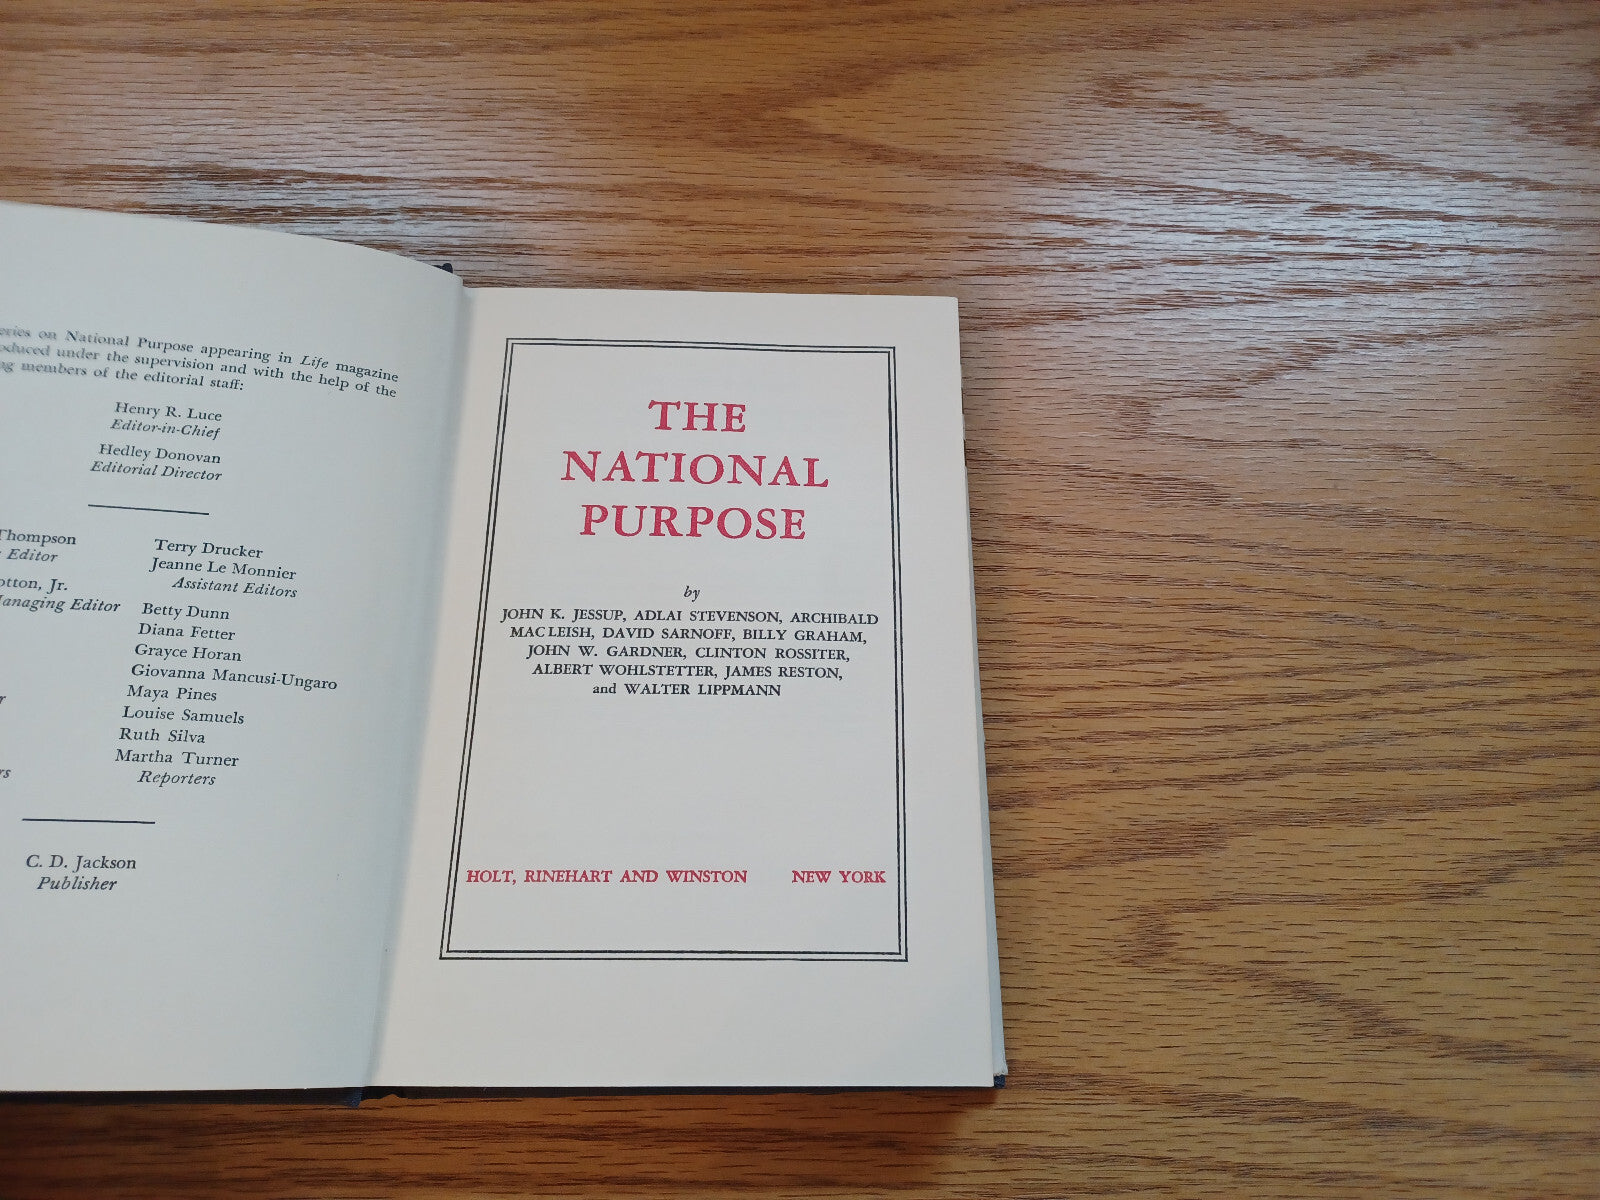 on National Purpose appearing in Life magazine
under the supervision and with the help of the
members of the editorial staff:
Henry R. Luce
Editor-in-Chief
Hedley Donovan
Editorial Director
Thompson
Editor
Jr.
Managing Editor
Terry Drucker
Jeanne Le Monnier
Assistant Editors
Betty Dunn
Diana Fetter
Grayce Horan
Giovanna Mancusi-Ungaro
Maya Pines
Louise Samuels
Ruth Silva
Martha Turner
Reporters
C. D. Jackson
Publisher
THE
NATIONAL
PURPOSE
by
JOHN K. JESSUP, ADLAI STEVENSON, ARCHIBALD
MAC LEISH, DAVID SARNOFF, BILLY GRAHAM,
JOHN W. GARDNER, CLINTON ROSSITER,
ALBERT WOHLSTETTER, JAMES RESTON,
and WALTER LIPPMANN
HOLT, RINEHART AND WINSTON NEW YORK